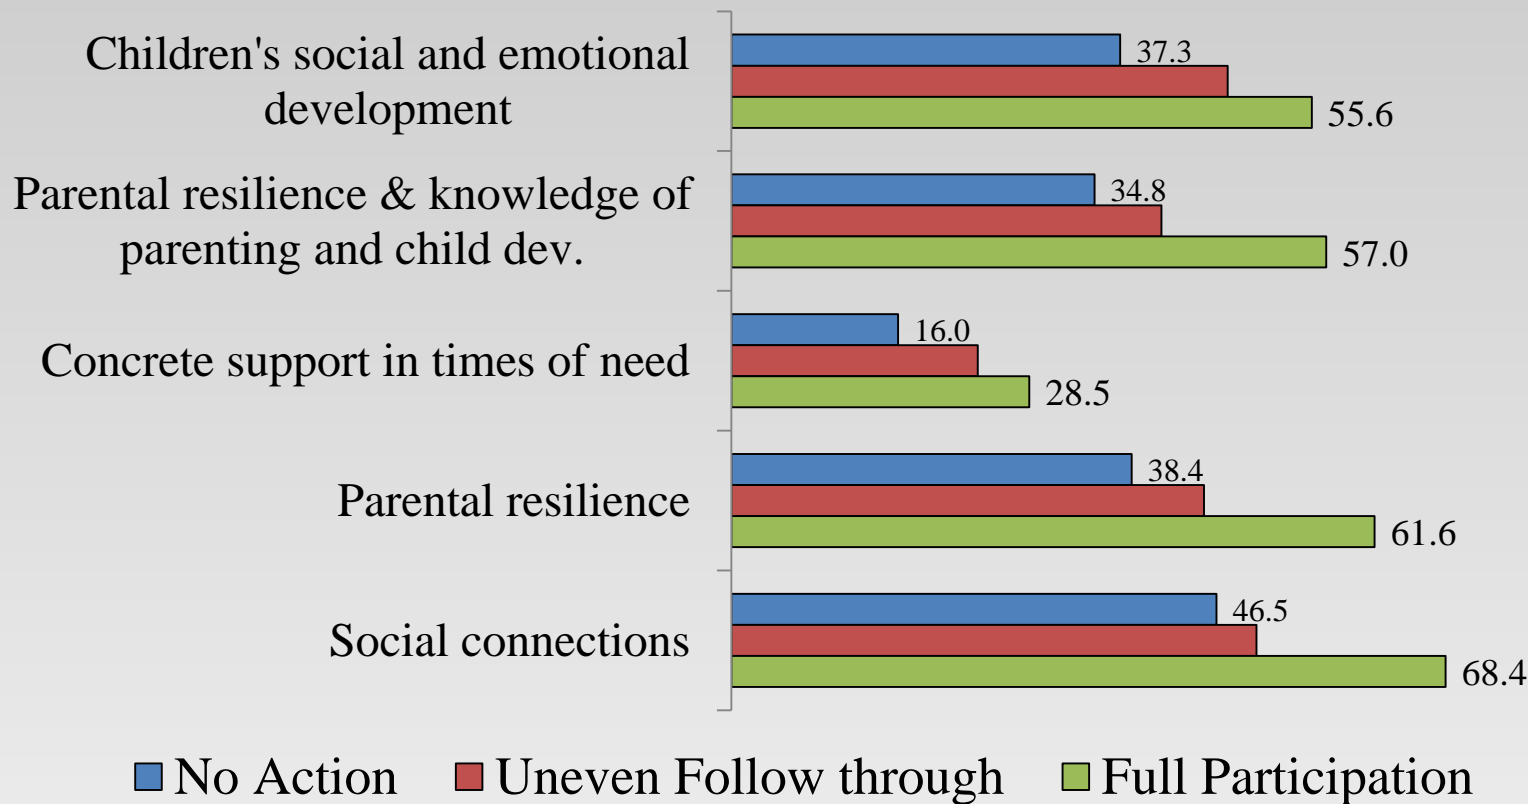 Children's social and emotional
development
37.3
55.6
Parental resilience & knowledge of
parenting and child dev.
34.8
57.0
Concrete support in times of need
16.0
28.5
Parental resilience
38.4
61.6
Social connections
46.5
68.4
No Action Uneven Follow through Full Participation